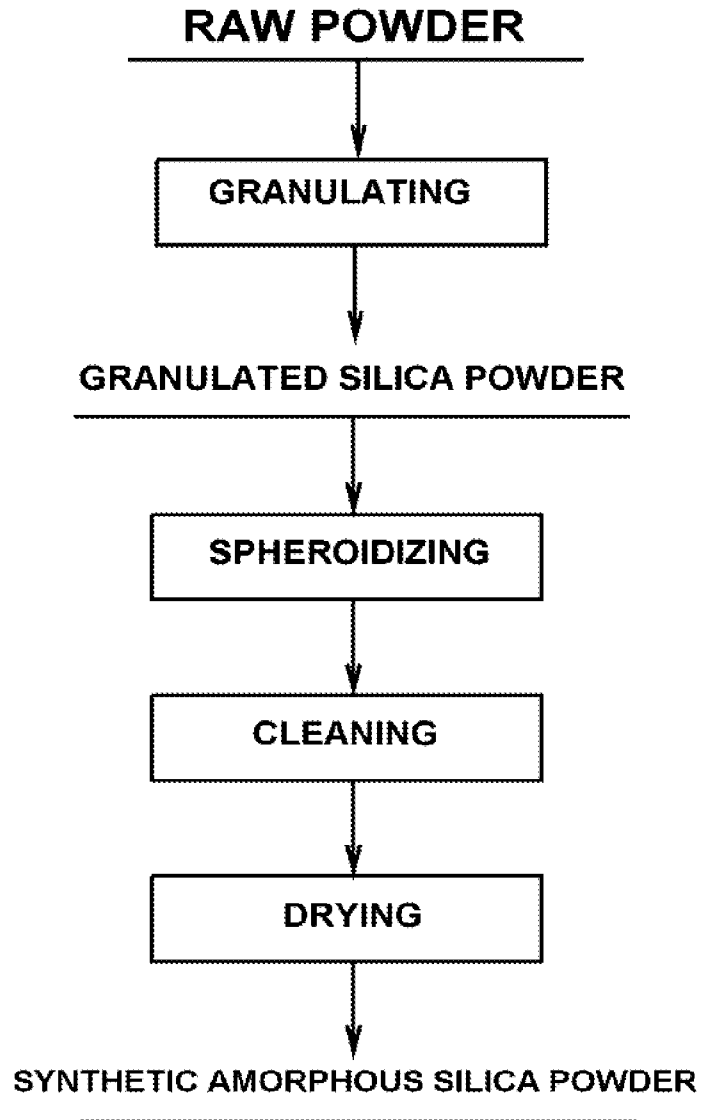 RAW POWDER
GRANULATING
GRANULATED SILICA POWDER
SPHEROIDIZING
CLEANING
DRYING
SYNTHETIC AMORPHOUS SILICA POWDER